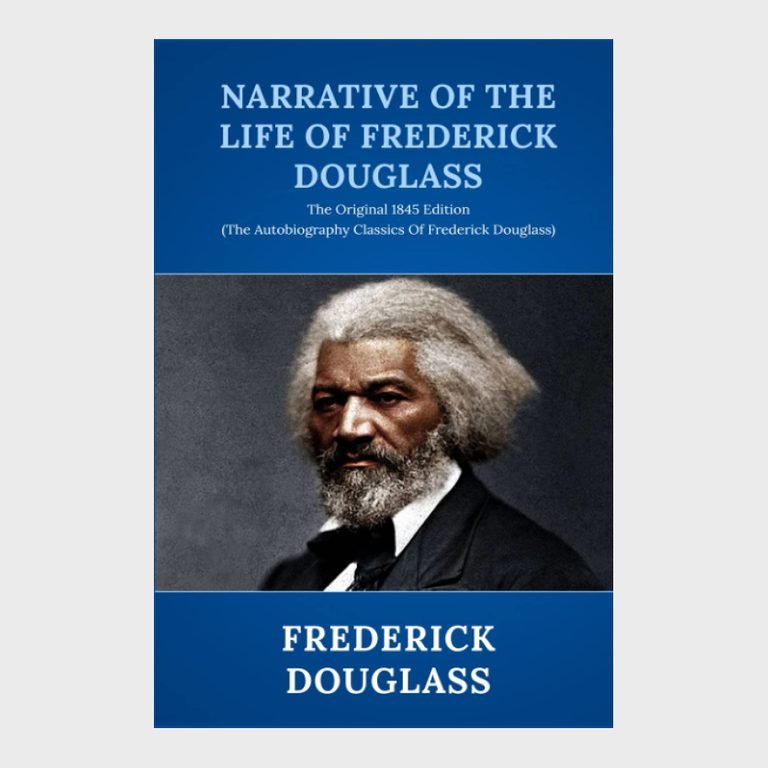 NARRATIVE OF THE
LIFE OF FREDERICK
DOUGLASS
The Original 1845 Edition
(The Autobiography Classics Of Frederick Douglass)
FREDERICK
DOUGLASS